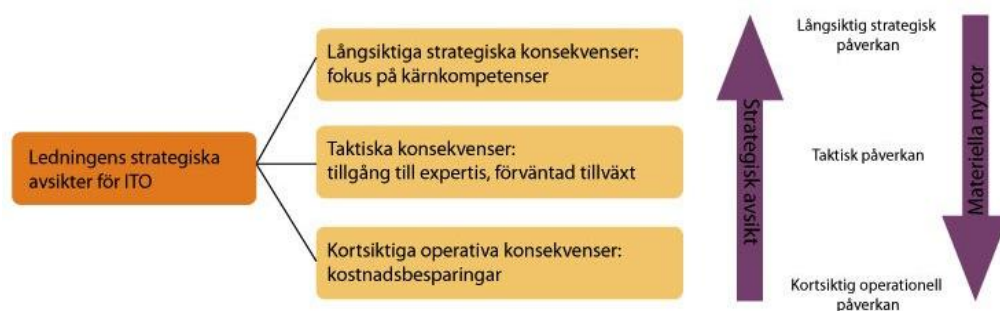 Ledningens strategiska
avsikter för ITO
Långsiktiga strategiska konsekvenser:
fokus på kärnkompetenser
Taktiska konsekvenser:
tillgång till expertis, förväntad tillväxt
Kortsiktiga operativa konsekvenser:
kostnadsbesparingar
Strategisk avsikt
Långsiktig strategisk
påverkan
Taktisk påverkan
Kortsiktig operationell
påverkan
Materiella nyttor